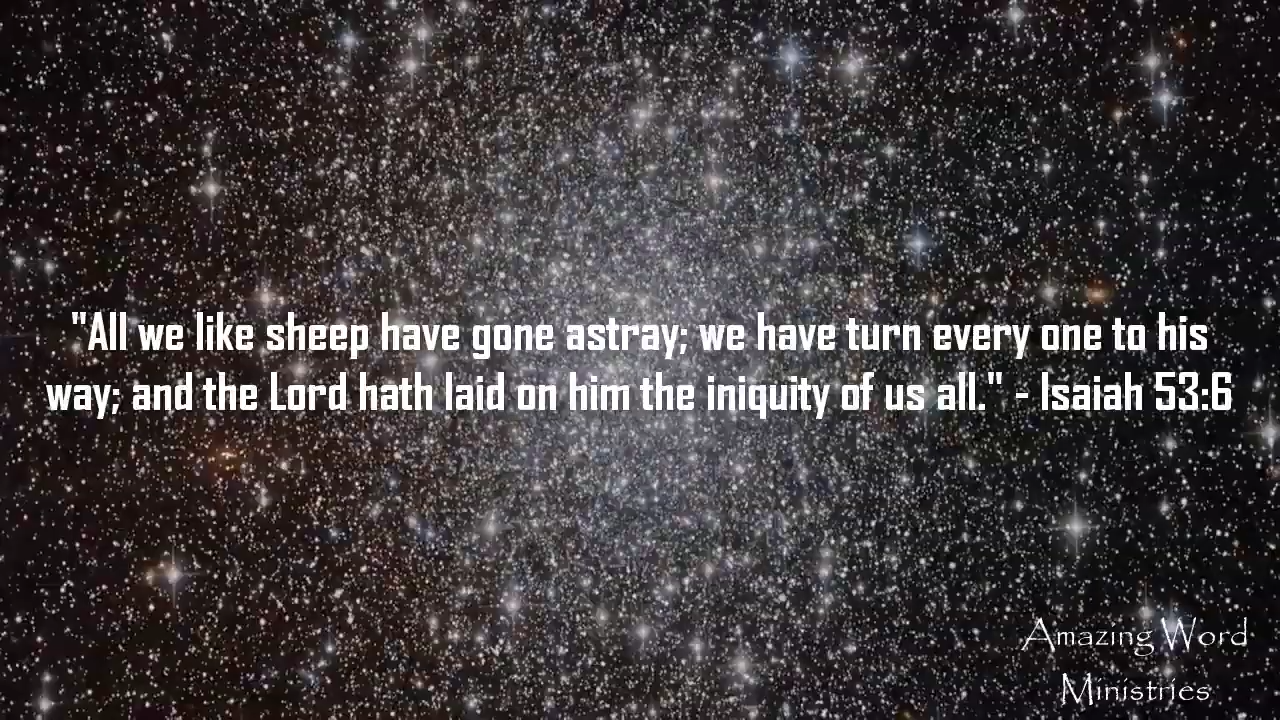 "All we like sheep have gone astray; we have turn every one to his
way; and the Lord hath laid on him the iniquity of us all." - Isaiah 53:6
Amazing Word
Ministries